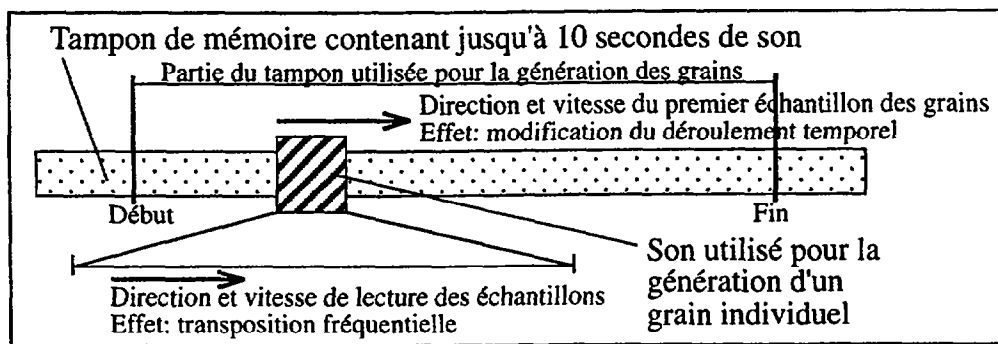 Tampon de mémoire contenant jusqu'à 10 secondes de son
Partie du tampon utilisée pour la génération des grains
Direction et vitesse du premier échantillon des grains
Effet: modification du déroulement temporel
Début
Fin
Son utilisé pour la
génération d'un
grain individuel
Direction et vitesse de lecture des échantillons
Effet: transposition fréquentielle